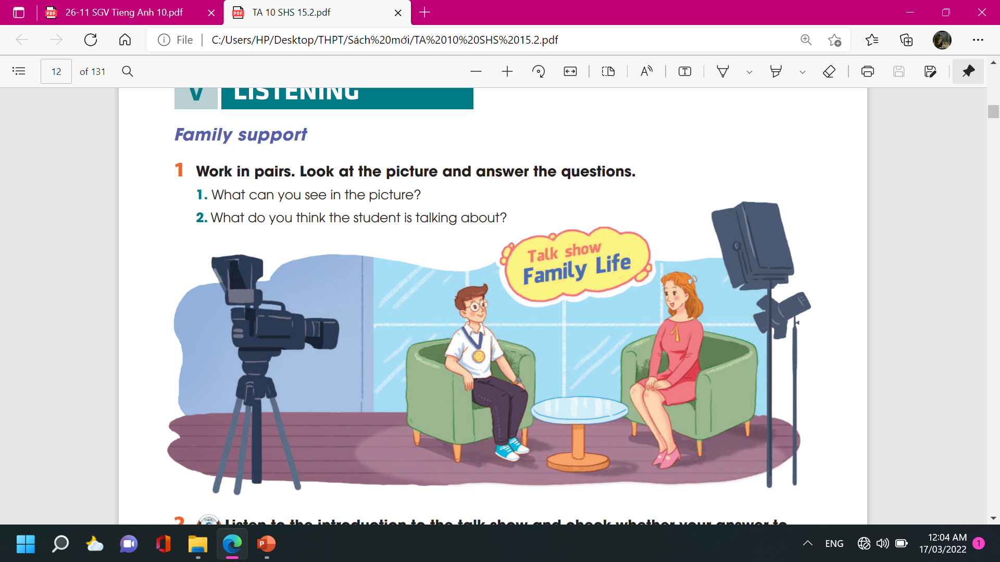 26-11 SGV Tieng Anh 10.pdf
TA 10 SHS 15.2.pdf
File
C:/Users/HP/Desktop/THPT/Sách%20mới/TA%2010%20SHS%2015.2.pdf
12 of 131
V LISTENING
Family support
1 Work in pairs. Look at the picture and answer the questions.
1. What can you see in the picture?
2. What do you think the student is talking about?
Talk show
Family Life
2 Track 6 Listen to the introduction to the talk show and check whether your answer to
ENG
12:04 AM
17/03/2022
1